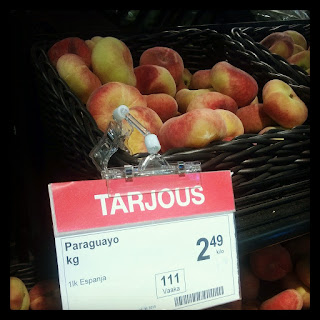 TARJOUS
Paraguayo
kg
2 49
kilo
1lk Espanja
111
Vaaka